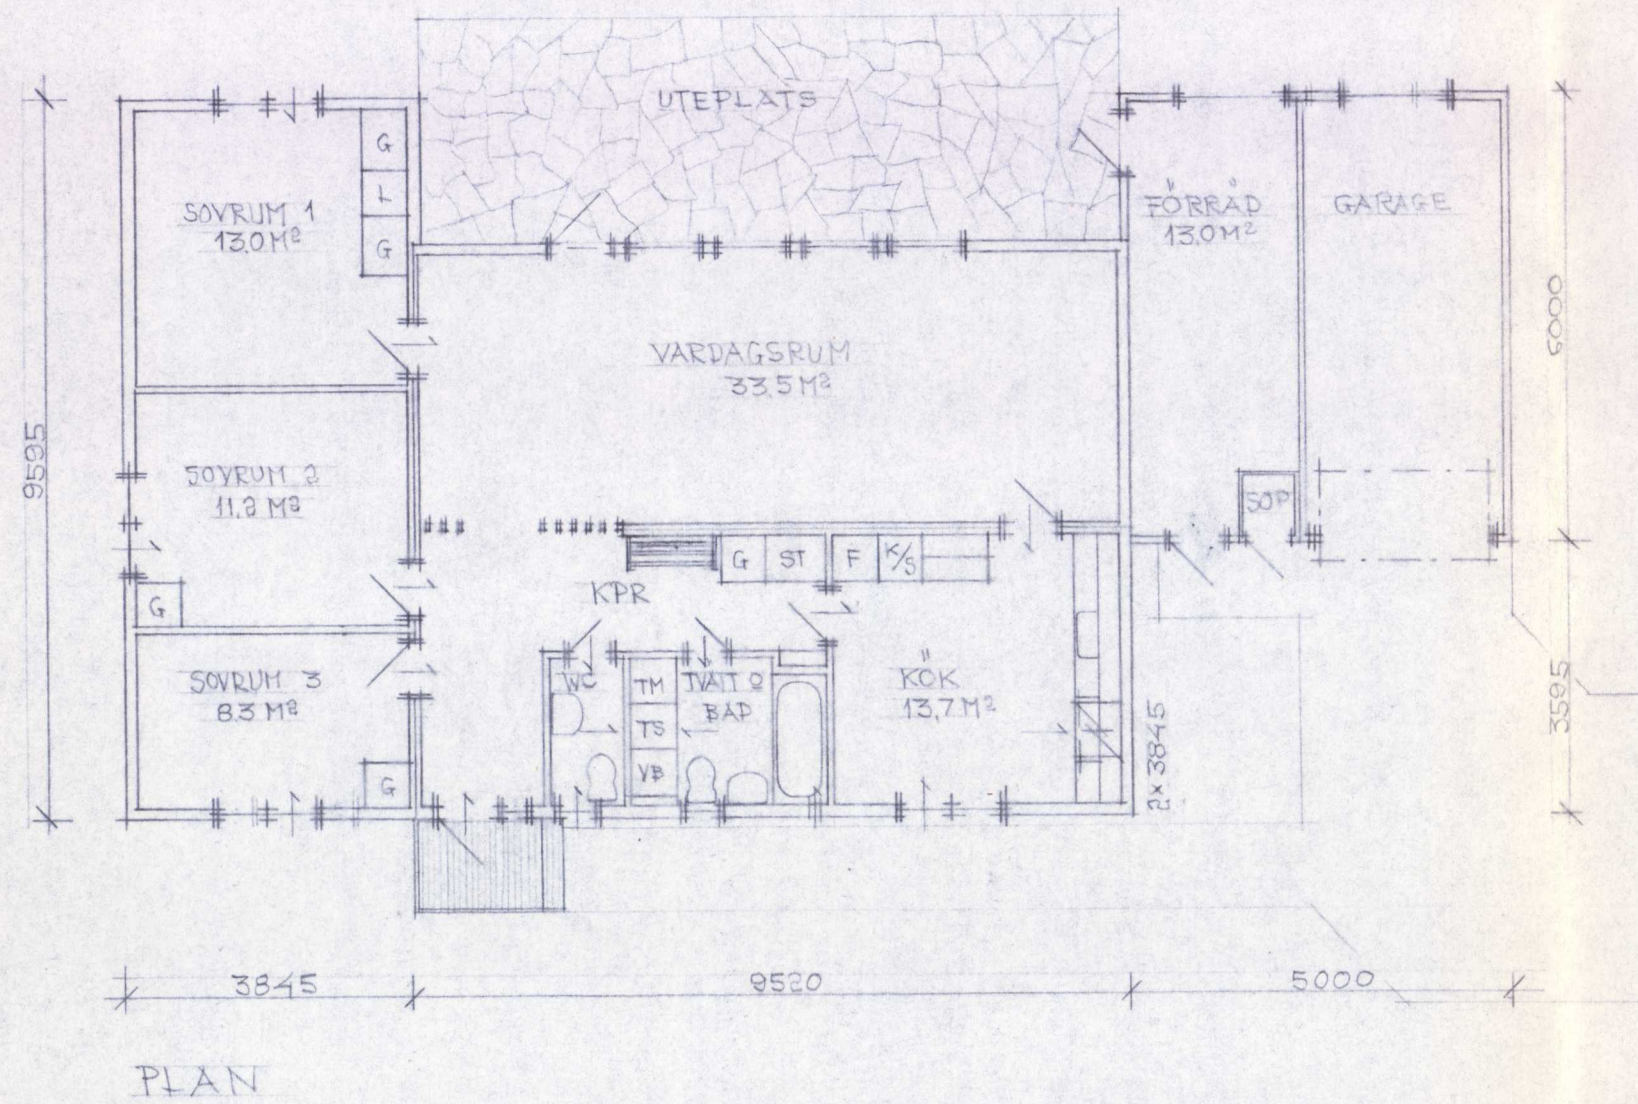 UTEPLATS
G
L
G
SOVRUM 1
13.0 M²
FÖRRÅD
13.0 M²
GARAGE
6000
VARDAGSRUM
33.5 M²
9595
SOVRUM 2
11.2 M²
SOP
G
ST
F
K/S
KPR
G
SOVRUM 3
8.3 M²
WC
TM
TVÄTT O
BAD
KÖK
13,7 M²
TS
VB
G
2×3845
3595
3845
9520
5000
PLAN